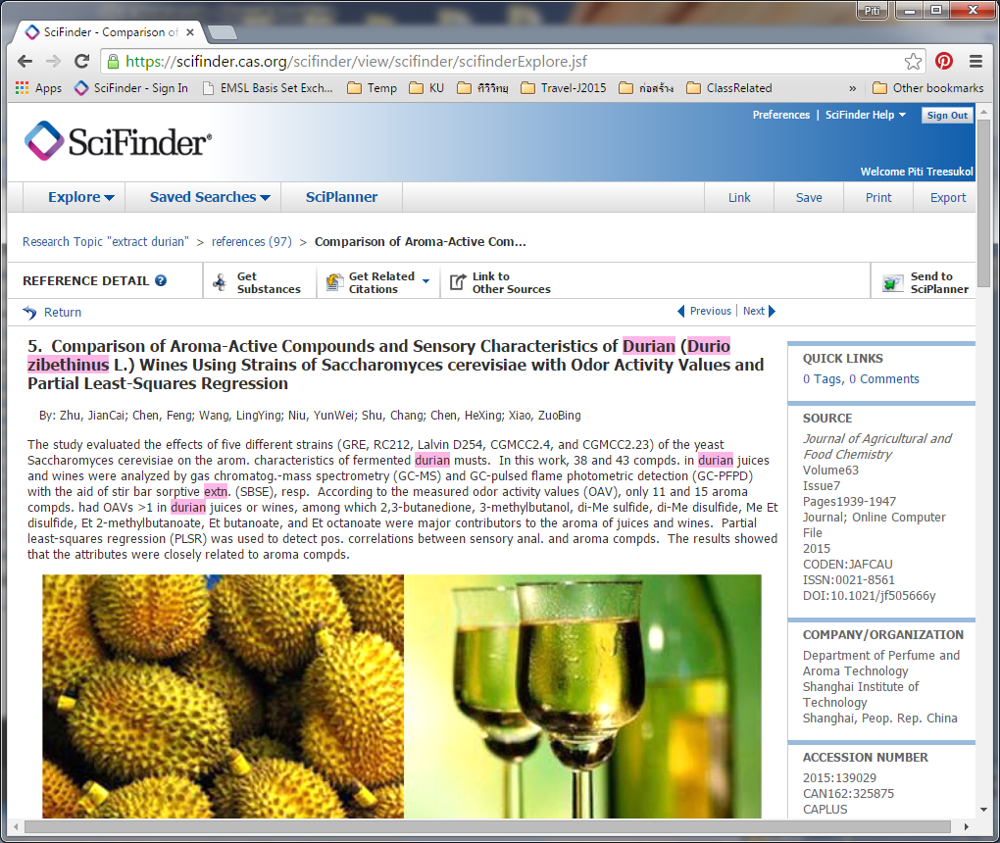 Piti
SciFinder - Comparison of
https://scifinder.cas.org/scifinder/view/scifinder/scifinderExplore.jsf
Apps SciFinder - Sign In EMSL Basis Set Exch... Temp KU ทีวีวิทยุ Travel-J2015 ก่อสร้าง ClassRelated » Other bookmarks
Preferences | SciFinder Help Sign Out
SciFinder®
Welcome Piti Treesukol
Explore Saved Searches SciPlanner Link Save Print Export
Research Topic "extract durian" > references (97) > Comparison of Aroma-Active Com...
REFERENCE DETAIL ? Get Substances Get Related Citations Link to Other Sources Send to SciPlanner
Return Previous | Next
5. Comparison of Aroma-Active Compounds and Sensory Characteristics of Durian (Durio
zibethinus L.) Wines Using Strains of Saccharomyces cerevisiae with Odor Activity Values and
Partial Least-Squares Regression
By: Zhu, JianCai; Chen, Feng; Wang, LingYing; Niu, YunWei; Shu, Chang; Chen, HeXing; Xiao, ZuoBing
The study evaluated the effects of five different strains (GRE, RC212, Lalvin D254, CGMCC2.4, and CGMCC2.23) of the yeast
Saccharomyces cerevisiae on the arom. characteristics of fermented durian musts. In this work, 38 and 43 compds. in durian juices
and wines were analyzed by gas chromatog.-mass spectrometry (GC-MS) and GC-pulsed flame photometric detection (GC-PFPD)
with the aid of stir bar sorptive extn. (SBSE), resp. According to the measured odor activity values (OAV), only 11 and 15 aroma
compds. had OAVs >1 in durian juices or wines, among which 2,3-butanedione, 3-methylbutanol, di-Me sulfide, di-Me disulfide, Me Et
disulfide, Et 2-methylbutanoate, Et butanoate, and Et octanoate were major contributors to the aroma of juices and wines. Partial
least-squares regression (PLSR) was used to detect pos. correlations between sensory anal. and aroma compds. The results showed
that the attributes were closely related to aroma compds.
QUICK LINKS
0 Tags, 0 Comments
SOURCE
Journal of Agricultural and
Food Chemistry
Volume63
Issue7
Pages1939-1947
Journal; Online Computer
File
2015
CODEN:JAFCAU
ISSN:0021-8561
DOI:10.1021/jf505666y
COMPANY/ORGANIZATION
Department of Perfume and
Aroma Technology
Shanghai Institute of
Technology
Shanghai, Peop. Rep. China
ACCESSION NUMBER
2015:139029
CAN162:325875
CAPLUS